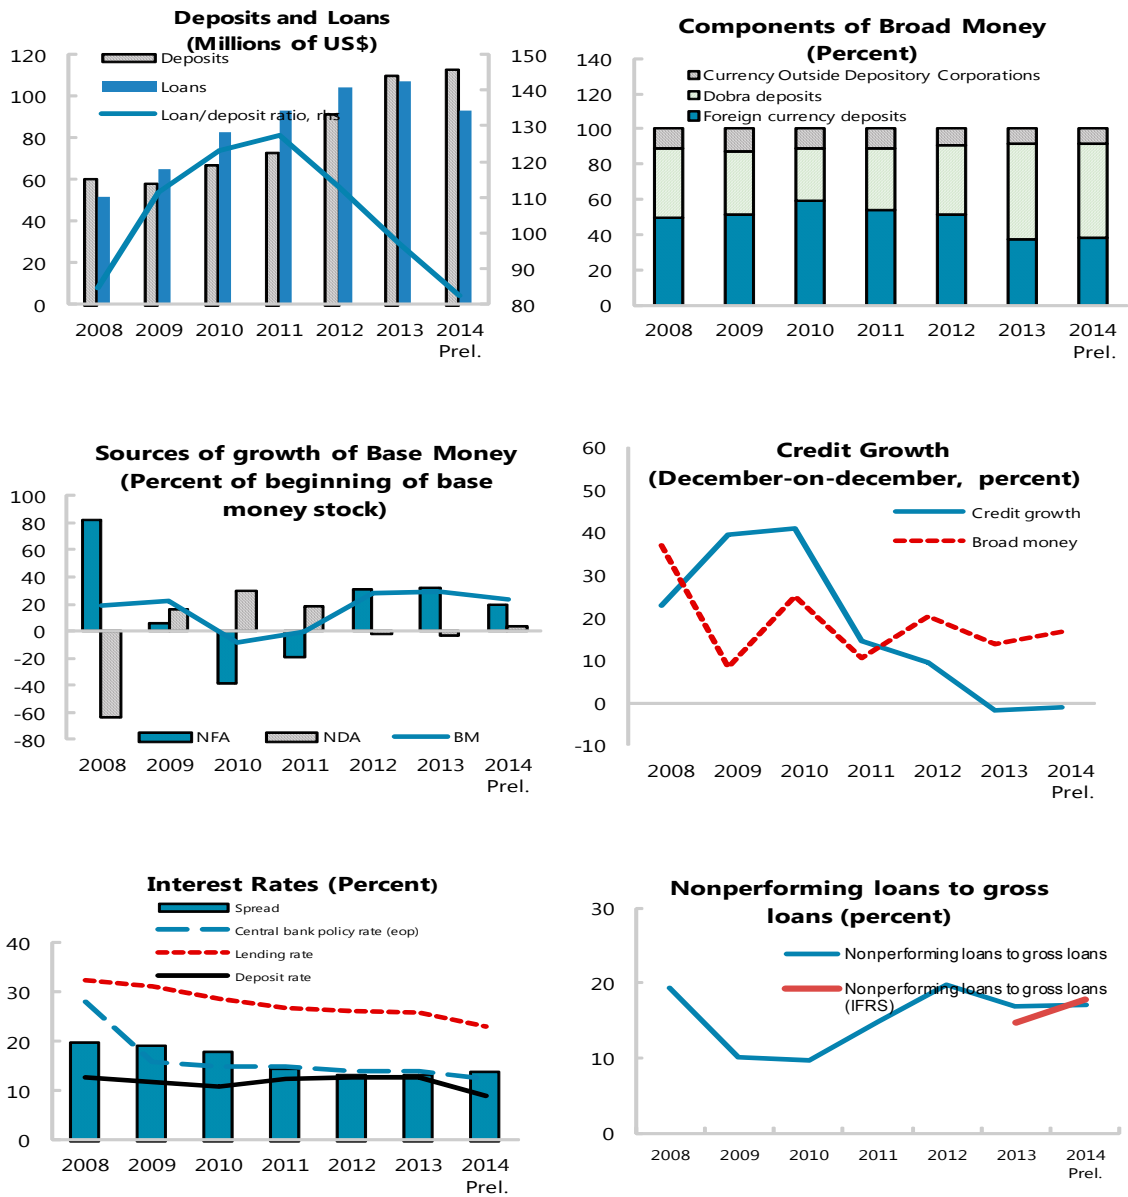 Deposits and Loans
(Millions of US$)
Deposits
Loans
Loan/deposit ratio, rhs
120
100
80
60
40
20
0
150
140
130
120
110
100
90
80
2008 2009 2010 2011 2012 2013 2014
Prel.
Components of Broad Money
(Percent)
Currency Outside Depository Corporations
Dobra deposits
Foreign currency deposits
140
120
100
80
60
40
20
0
2008 2009 2010 2011 2012 2013 2014
Prel.
Sources of growth of Base Money
(Percent of beginning of base
money stock)
100
80
60
40
20
0
-20
-40
-60
-80
NFA NDA BM
2008 2009 2010 2011 2012 2013 2014
Prel.
Credit Growth
(December-on-december, percent)
Credit growth
Broad money
60
50
40
30
20
10
0
-10
2008 2009 2010 2011 2012 2013 2014
Prel.
Interest Rates (Percent)
Spread
Central bank policy rate (eop)
Lending rate
Deposit rate
40
30
20
10
0
2008 2009 2010 2011 2012 2013 2014
Prel.
Nonperforming loans to gross
loans (percent)
Nonperforming loans to gross loans
Nonperforming loans to gross loans
(IFRS)
30
20
10
0
2008 2009 2010 2011 2012 2013 2014
Prel.